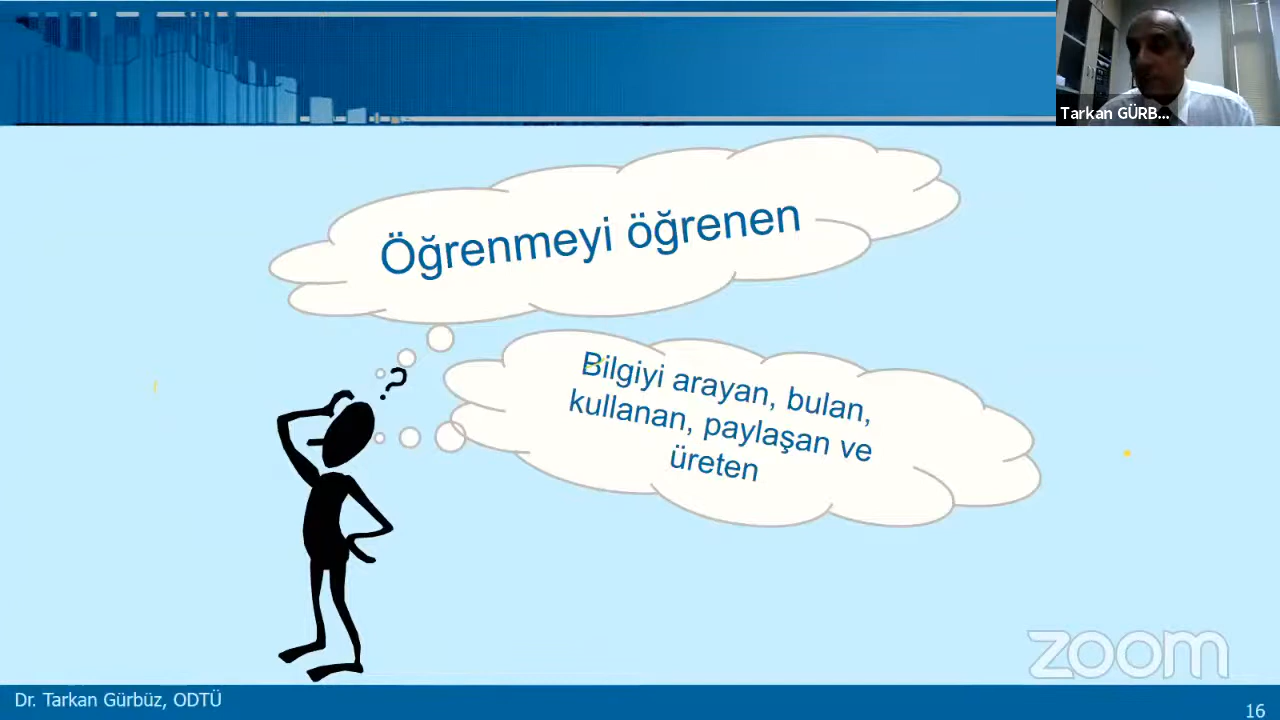 Tarkan GÜRB...
Öğrenmeyi öğrenen
?
Bilgiyi arayan, bulan,
kullanan, paylaşan ve
üreten
zoom
Dr. Tarkan Gürbüz, ODTÜ
16